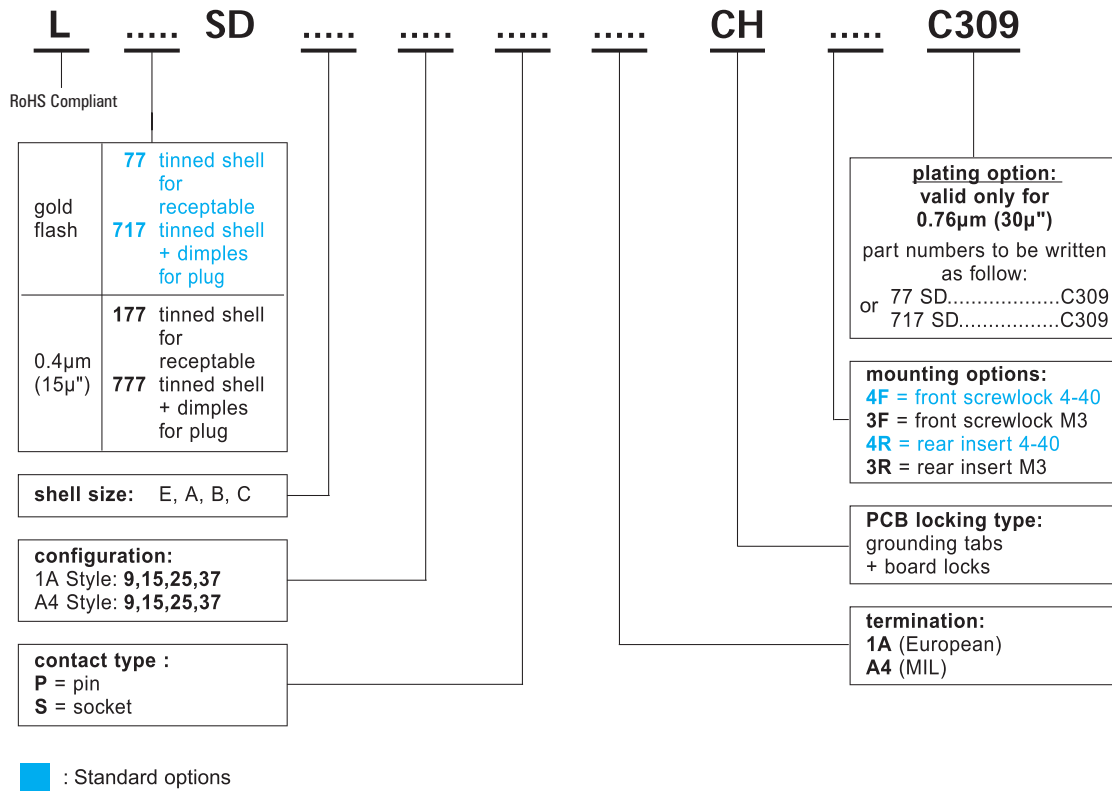 L ..... SD ..... ..... ..... ..... CH ..... C309
RoHS Compliant
gold
flash
77 tinned shell
for
receptable
717 tinned shell
+ dimples
for plug
0.4µm
(15µ")
177 tinned shell
for
receptable
777 tinned shell
+ dimples
for plug
shell size: E, A, B, C
configuration:
1A Style: 9,15,25,37
A4 Style: 9,15,25,37
contact type :
P = pin
S = socket
plating option:
valid only for
0.76µm (30µ")
part numbers to be written
as follow:
or
77 SD...................C309
717 SD.................C309
mounting options:
4F = front screwlock 4-40
3F = front screwlock M3
4R = rear insert 4-40
3R = rear insert M3
PCB locking type:
grounding tabs
+ board locks
termination:
1A (European)
A4 (MIL)
: Standard options